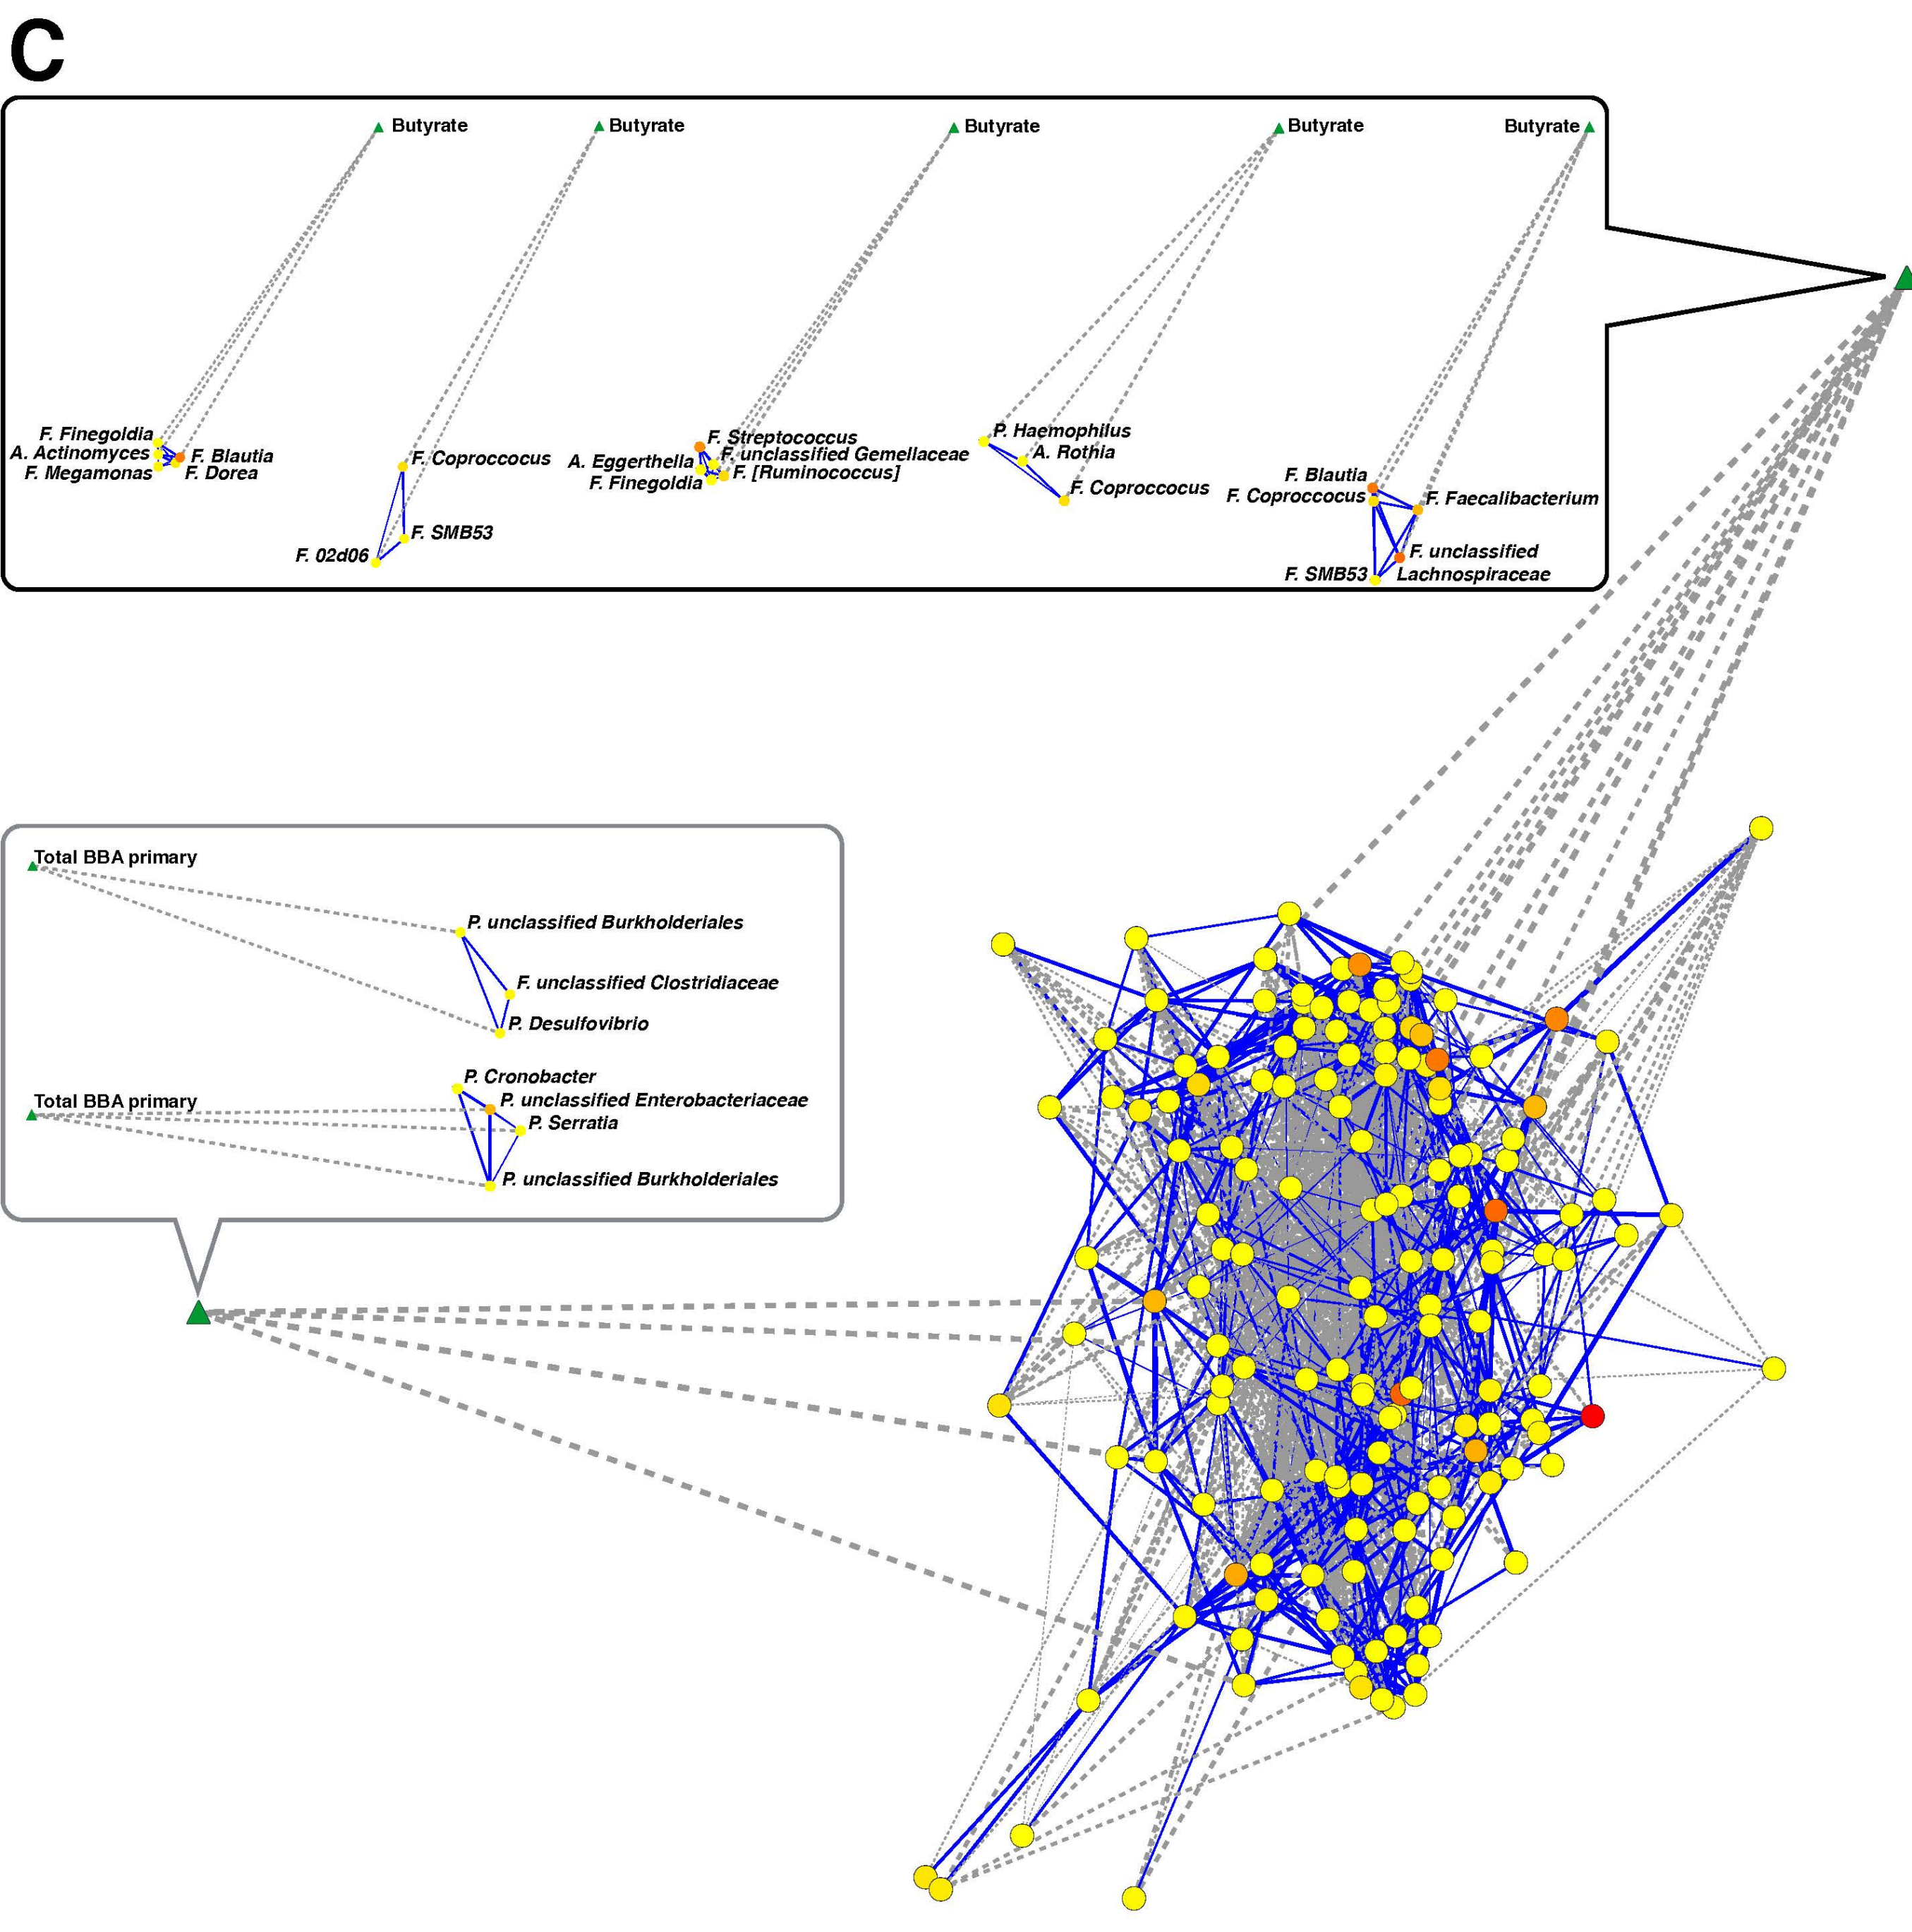 C
Butyrate
Butyrate
Butyrate
Butyrate
Butyrate
F. Finegoldia
A. Actinomyces
F. Megamonas
F. Blautia
F. Dorea
F. Coproccocus
F. SMB53
F. 02d06
F. Streptococcus
F. unclassified Gemellaceae
A. Eggerthella
F. [Ruminococcus]
F. Finegoldia
P. Haemophilus
A. Rothia
F. Coproccocus
F. Blautia
F. Coproccocus
F. Faecalibacterium
F. unclassified
Lachnospiraceae
F. SMB53
Total BBA primary
P. unclassified Burkholderiales
F. unclassified Clostridiaceae
P. Desulfovibrio
Total BBA primary
P. Cronobacter
P. unclassified Enterobacteriaceae
P. Serratia
P. unclassified Burkholderiales